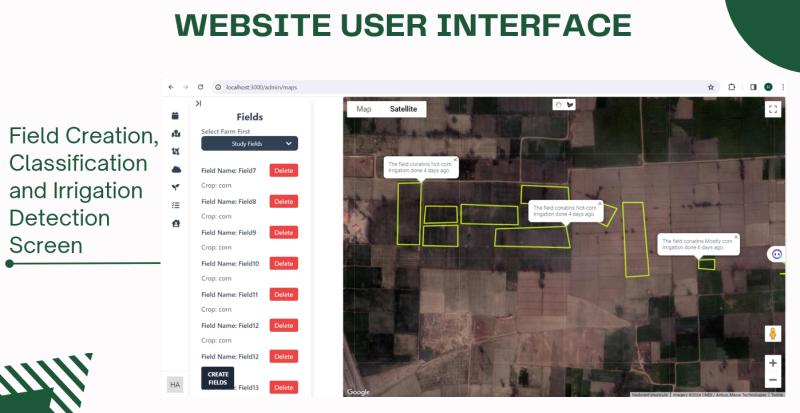 WEBSITE USER INTERFACE
Field Creation,
Classification
and Irrigation
Detection
Screen
localhost:3000/admin/maps
Fields
Select Farm First
Study Fields
Field Name: Field7
Delete
Crop: corn
Field Name: Field8
Delete
Crop: corn
Field Name: Field9
Delete
Crop: corn
Field Name: Field10
Delete
Crop: corn
Field Name: Field11
Delete
Crop: corn
Field Name: Field12
Delete
Crop: corn
Field Name: Field12
Delete
CREATE
FIELDS
: Field13
Delete
HA
Map
Satellite
The field conatins Not-corn
Irrigation done 4 days ago.
The field conatins Not-corn
Irrigation done 4 days ago.
The field conatins Mostly corn
Irrigation done 6 days ago.
Google
Keyboard shortcuts
Imagery ©2024 CNES / Airbus, Maxar Technologies
Terms